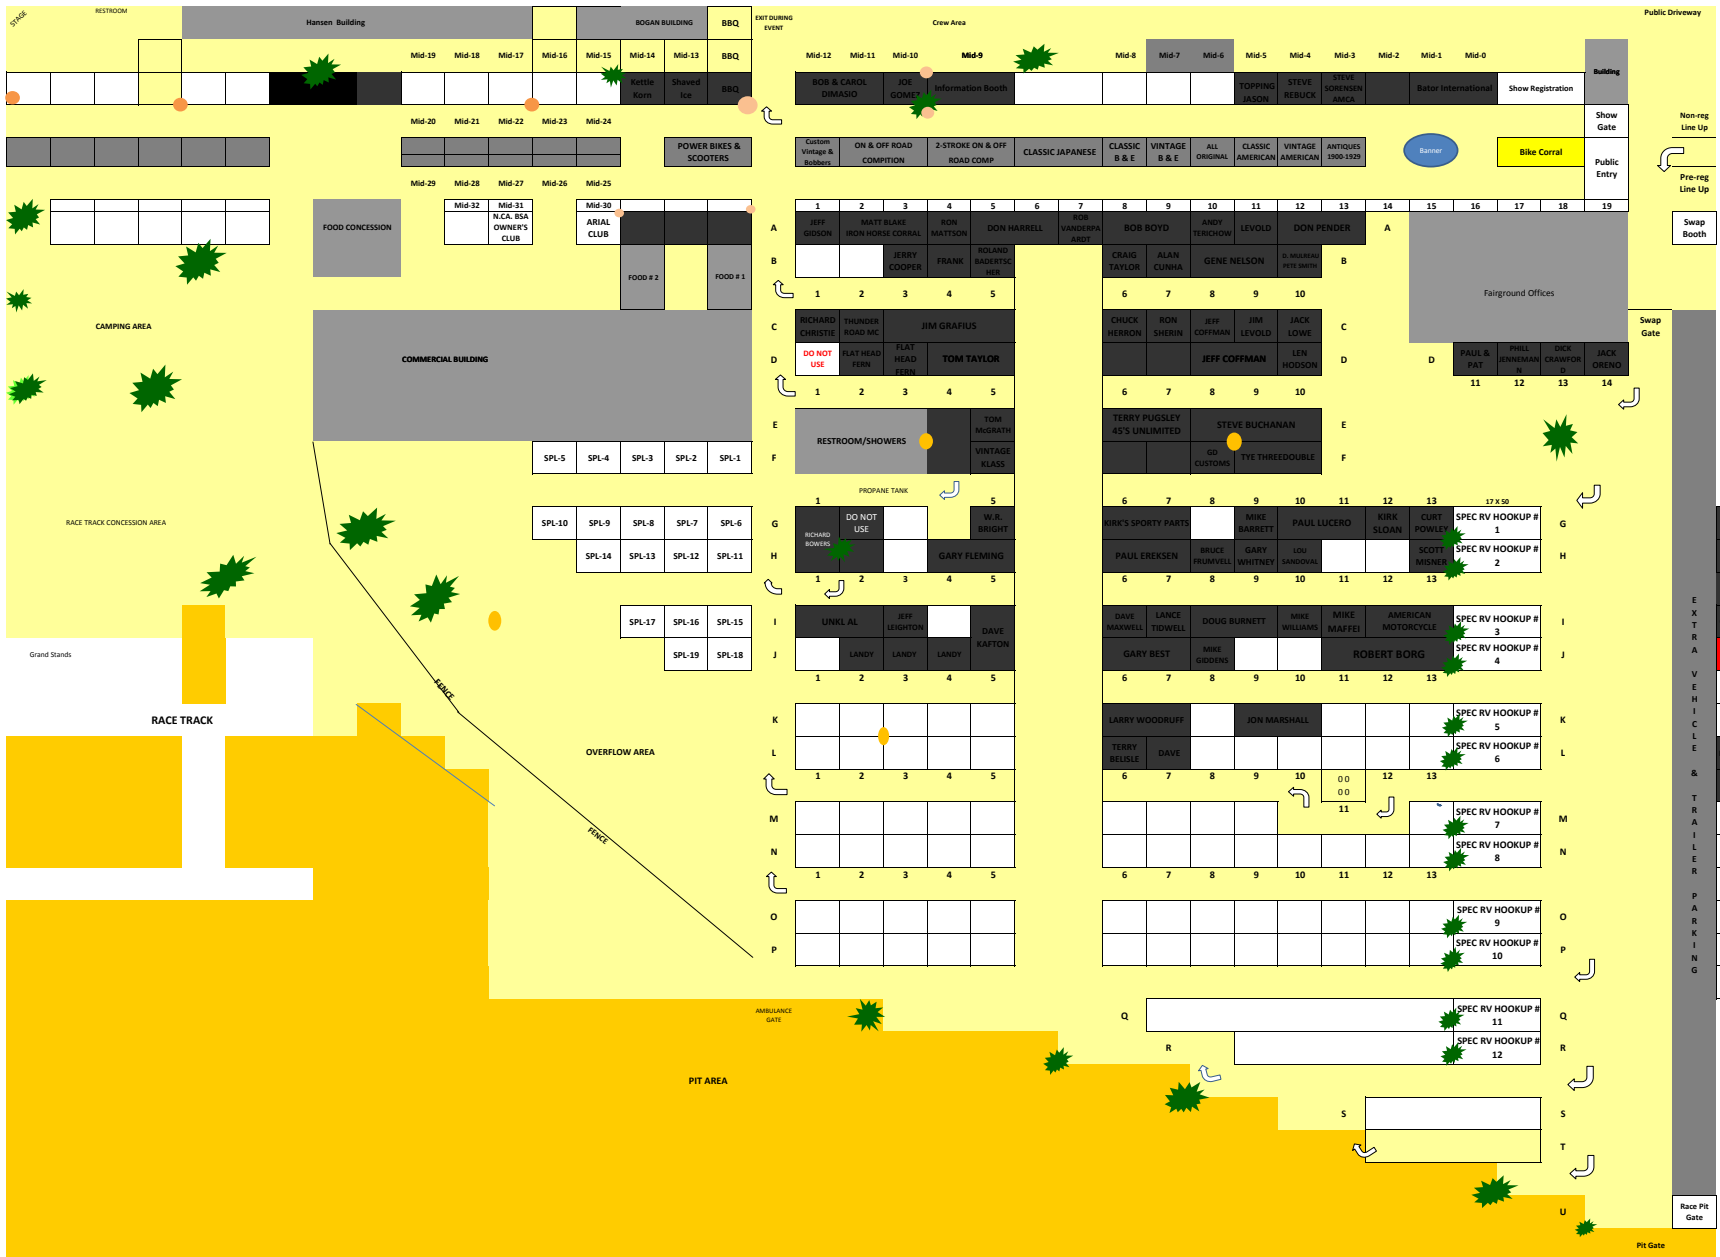 STAGE
RESTROOM
Hansen Building
BOGAN BUILDING
BBQ
EXIT DURING
EVENT
Crew Area
Public Driveway
Mid-19 Mid-18 Mid-17 Mid-16 Mid-15 Mid-14 Mid-13 BBQ Mid-12 Mid-11 Mid-10 Mid-9 Mid-8 Mid-7 Mid-6 Mid-5 Mid-4 Mid-3 Mid-2 Mid-1 Mid-0
Building
Kettle
Korn
Shaved
Ice
BBQ
BOB & CAROL
DIMASIO
JOE
GOMEZ
Information Booth
TOPPING
JASON
STEVE
REBUCK
STEVE
SORENSEN
AMCA
Bator International
Show Registration
Mid-20 Mid-21 Mid-22 Mid-23 Mid-24
Show
Gate
Non-reg
Line Up
POWER BIKES &
SCOOTERS
Custom
Vintage &
Bobbers
ON & OFF ROAD
COMPITION
2-STROKE ON & OFF
ROAD COMP
CLASSIC JAPANESE
CLASSIC
B & E
VINTAGE
B & E
ALL
ORIGINAL
CLASSIC
AMERICAN
VINTAGE
AMERICAN
ANTIQUES
1900-1929
Banner
Bike Corral
Public
Entry
Pre-reg
Line Up
Mid-29 Mid-28 Mid-27 Mid-26 Mid-25
Mid-32 Mid-31 Mid-30
1 2 3 4 5 6 7 8 9 10 11 12 13 14 15 16 17 18 19
FOOD CONCESSION
N.CA. BSA
OWNER'S
CLUB
ARIAL
CLUB
A
JEFF
GIDSON
MATT BLAKE
IRON HORSE CORRAL
RON
MATTSON
DON HARRELL
ROB
VANDERPA
ARDT
BOB BOYD
ANDY
TERICHOW
LEVOLD
DON PENDER
A
Swap
Booth
FOOD # 2
FOOD # 1
B
JERRY
COOPER
FRANK
ROLAND
BADERTSC
HER
CRAIG
TAYLOR
ALAN
CUNHA
GENE NELSON
D. MULREAU
PETE SMITH
B
1 2 3 4 5 6 7 8 9 10
Fairground Offices
CAMPING AREA
COMMERCIAL BUILDING
C
RICHARD
CHRISTIE
THUNDER
ROAD MC
JIM GRAFIUS
CHUCK
HERRON
RON
SHERIN
JEFF
COFFMAN
JIM
LEVOLD
JACK
LOWE
C
Swap
Gate
D
DO NOT
USE
FLAT HEAD
FERN
FLAT
HEAD
FERN
TOM TAYLOR
JEFF COFFMAN
LEN
HODSON
D
D
PAUL &
PAT
PHILL
JENNEMAN
N
DICK
CRAWFOR
D
JACK
ORENO
1 2 3 4 5 6 7 8 9 10
11 12 13 14
E
RESTROOM/SHOWERS
TOM
McGRATH
TERRY PUGSLEY
45'S UNLIMITED
STEVE BUCHANAN
E
F
SPL-5 SPL-4 SPL-3 SPL-2 SPL-1
VINTAGE
KLASS
GD
CUSTOMS
TYE THREEDOUBLE
F
PROPANE TANK
1 5 6 7 8 9 10 11 12 13 17 X 50
RACE TRACK CONCESSION AREA
SPL-10 SPL-9 SPL-8 SPL-7 SPL-6
G
RICHARD
BOWERS
DO NOT
USE
W.R.
BRIGHT
KIRK'S SPORTY PARTS
MIKE
BARRETT
PAUL LUCERO
KIRK
SLOAN
CURT
POWLEY
SPEC RV HOOKUP #
1
G
SPL-14 SPL-13 SPL-12 SPL-11
H
GARY FLEMING
PAUL EREKSEN
BRUCE
FRUMVELL
GARY
WHITNEY
LOU
SANDOVAL
SCOTT
MISNER
SPEC RV HOOKUP #
2
H
1 2 3 4 5 6 7 8 9 10 11 12 13
SPL-17 SPL-16 SPL-15
I
UNKL AL
JEFF
LEIGHTON
DAVE
KAFTON
DAVE
MAXWELL
LANCE
TIDWELL
DOUG BURNETT
MIKE
WILLIAMS
MIKE
MAFFEI
AMERICAN
MOTORCYCLE
SPEC RV HOOKUP #
3
I
Grand Stands
SPL-19 SPL-18
J
LANDY LANDY LANDY
GARY BEST
MIKE
GIDDENS
ROBERT BORG
SPEC RV HOOKUP #
4
J
1 2 3 4 5 6 7 8 9 10 11 12 13
FENCE
RACE TRACK
K
LARRY WOODRUFF
JON MARSHALL
SPEC RV HOOKUP #
5
K
OVERFLOW AREA
L
TERRY
BELISLE
DAVE
SPEC RV HOOKUP #
6
L
1 2 3 4 5 6 7 8 9 10 12 13
0 0
0 0
11
FENCE
M
SPEC RV HOOKUP #
7
M
N
SPEC RV HOOKUP #
8
N
1 2 3 4 5 6 7 8 9 10 11 12 13
O
SPEC RV HOOKUP #
9
O
P
SPEC RV HOOKUP #
10
P
EXTRA VEHICLE & TRAILER PARKING
AMBULANCE
GATE
Q
SPEC RV HOOKUP #
11
Q
R
SPEC RV HOOKUP #
12
R
PIT AREA
S
S
T
U
Race Pit
Gate
Pit Gate